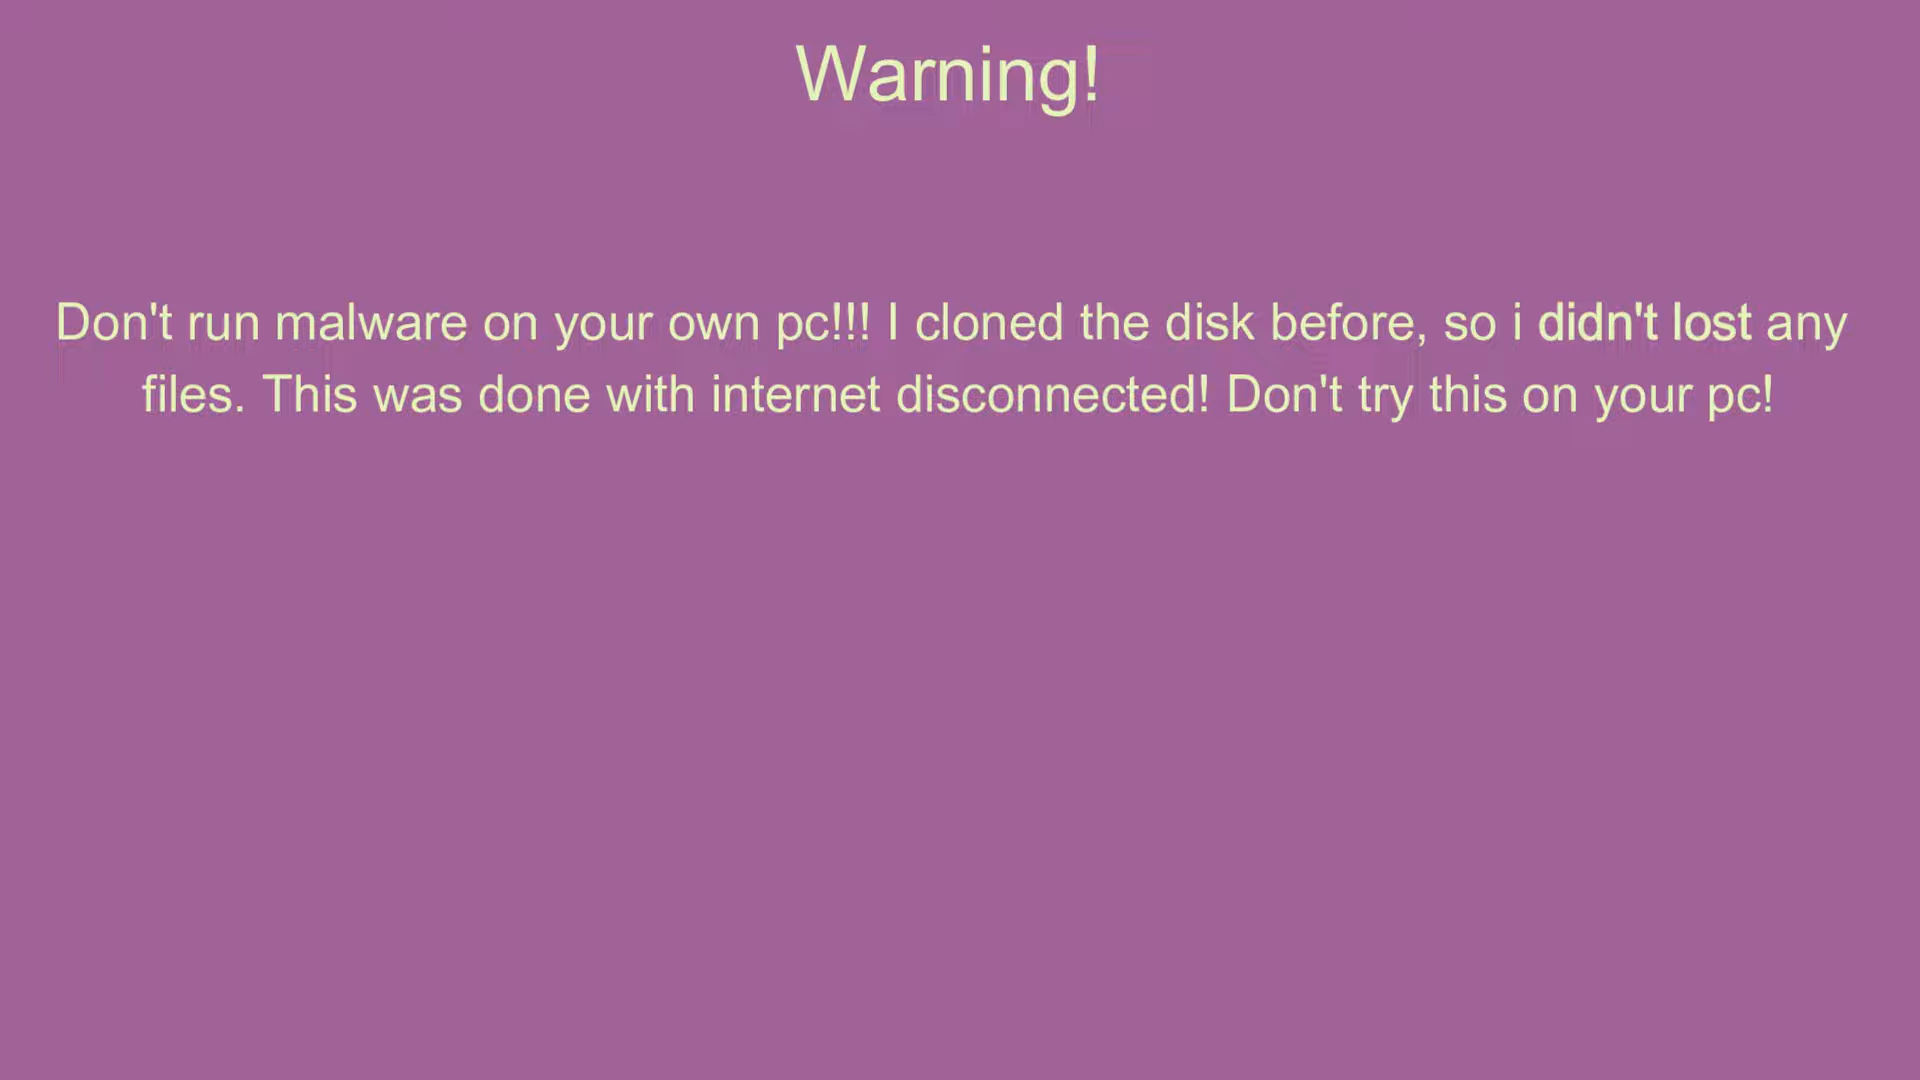 Warning!
Don't run malware on your own pc!!! I cloned the disk before, so i didn't lost any
files. This was done with internet disconnected! Don't try this on your pc!